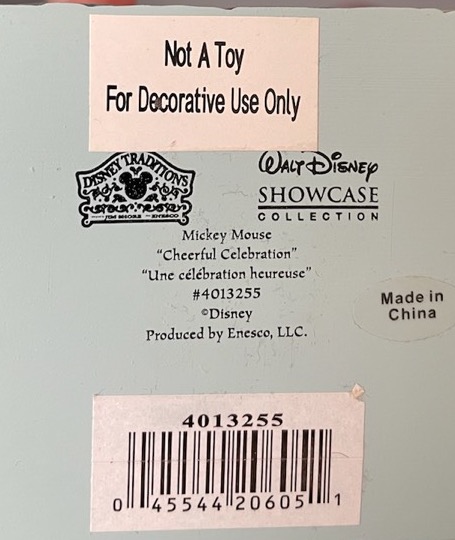 Not A Toy
For Decorative Use Only
DISNEY TRADITIONS
JIM SHORE ENESCO
WALT DISNEY
SHOWCASE
COLLECTION
Mickey Mouse
“Cheerful Celebration”
“Une célébration heureuse”
#4013255
©Disney
Produced by Enesco, LLC.
Made in
China
4013255
0 45544 20605 1